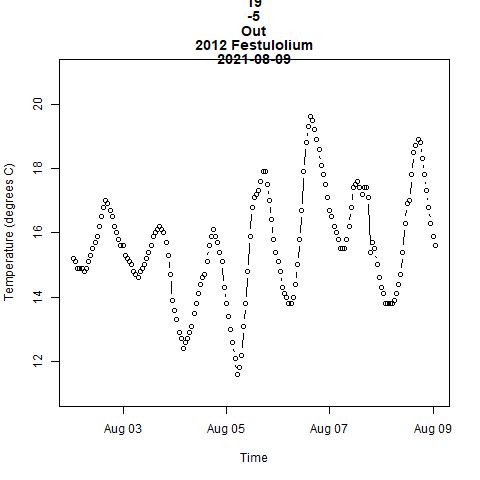 19
-5
Out
2012 Festulolium
2021-08-09
Temperature (degrees C)
20
18
16
14
12
Aug 03
Aug 05
Aug 07
Aug 09
Time